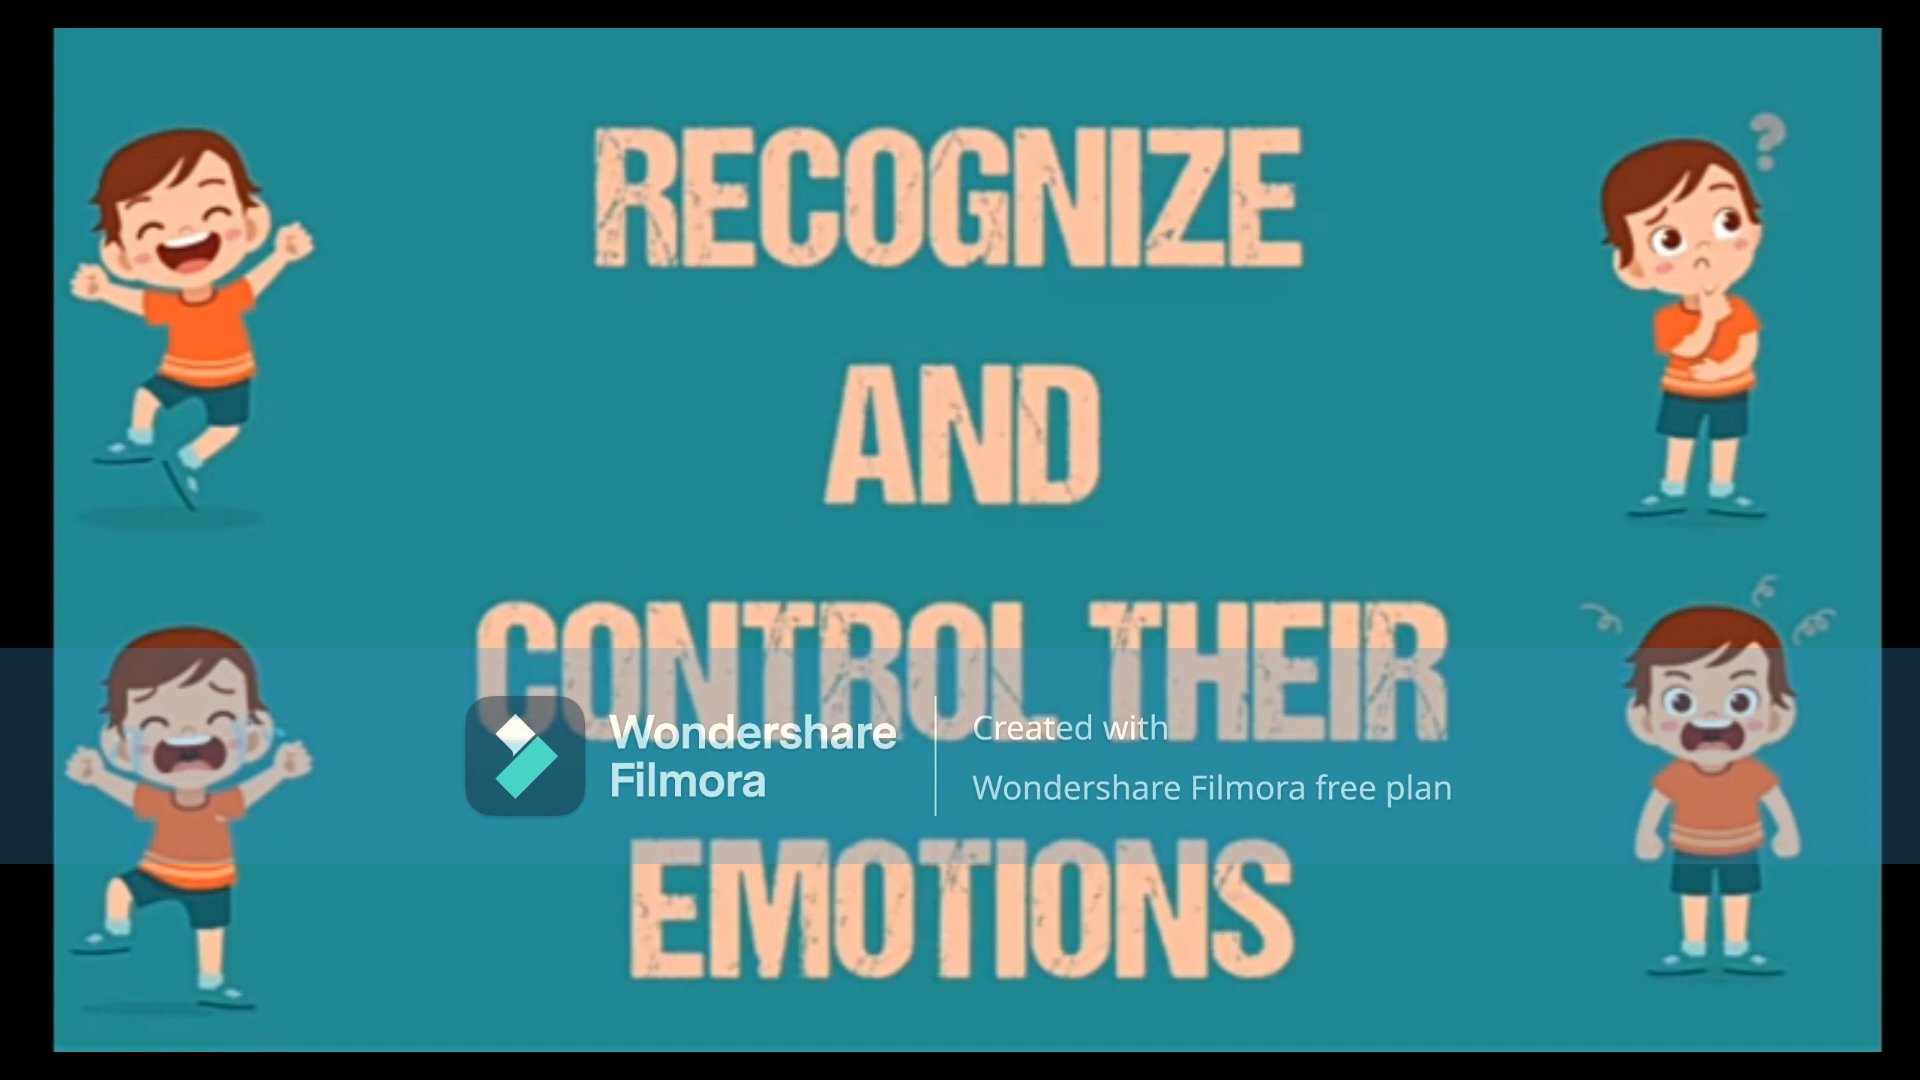 RECOGNIZE
?
AND
CONTROL THEIR
Wondershare
Filmora
Created with
Wondershare Filmora free plan
EMOTIONS